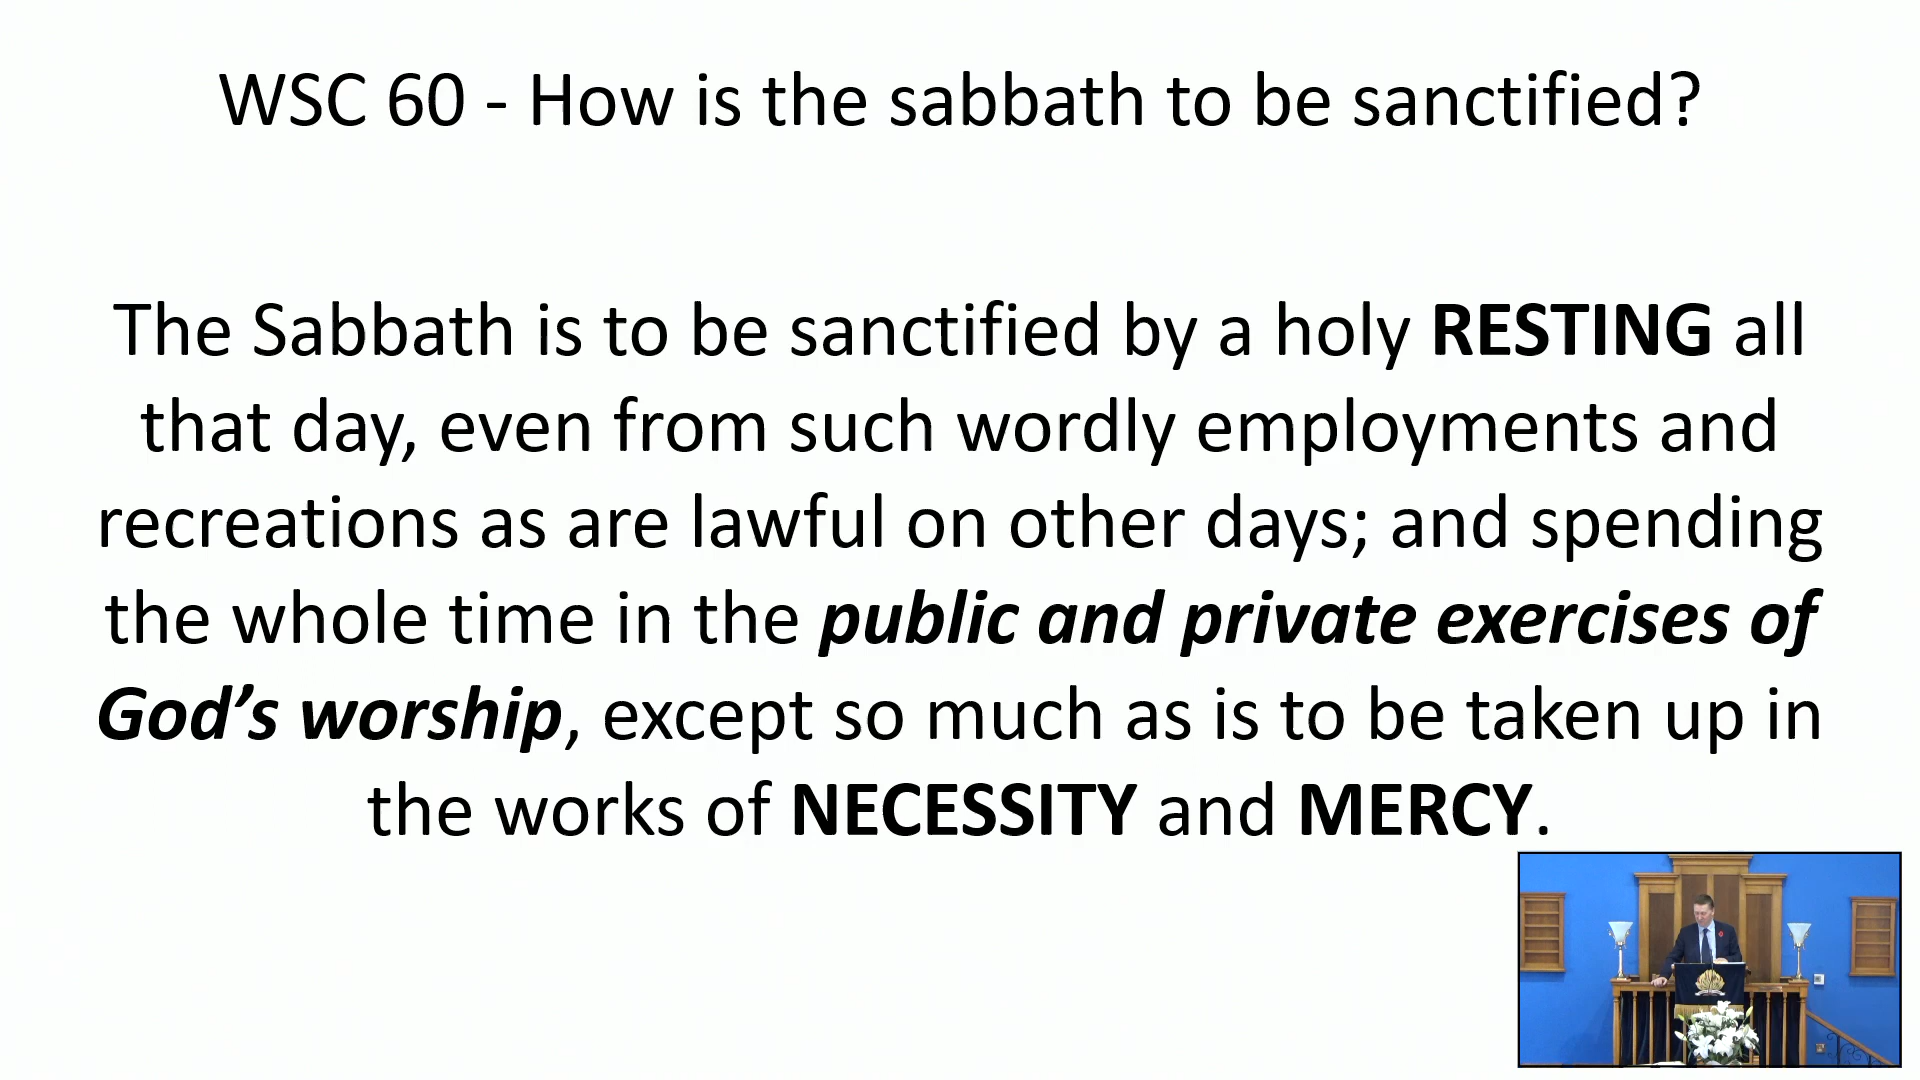 WSC 60 - How is the sabbath to be sanctified?
The Sabbath is to be sanctified by a holy RESTING all
that day, even from such wordly employments and
recreations as are lawful on other days; and spending
the whole time in the public and private exercises of
God’s worship, except so much as is to be taken up in
the works of NECESSITY and MERCY.